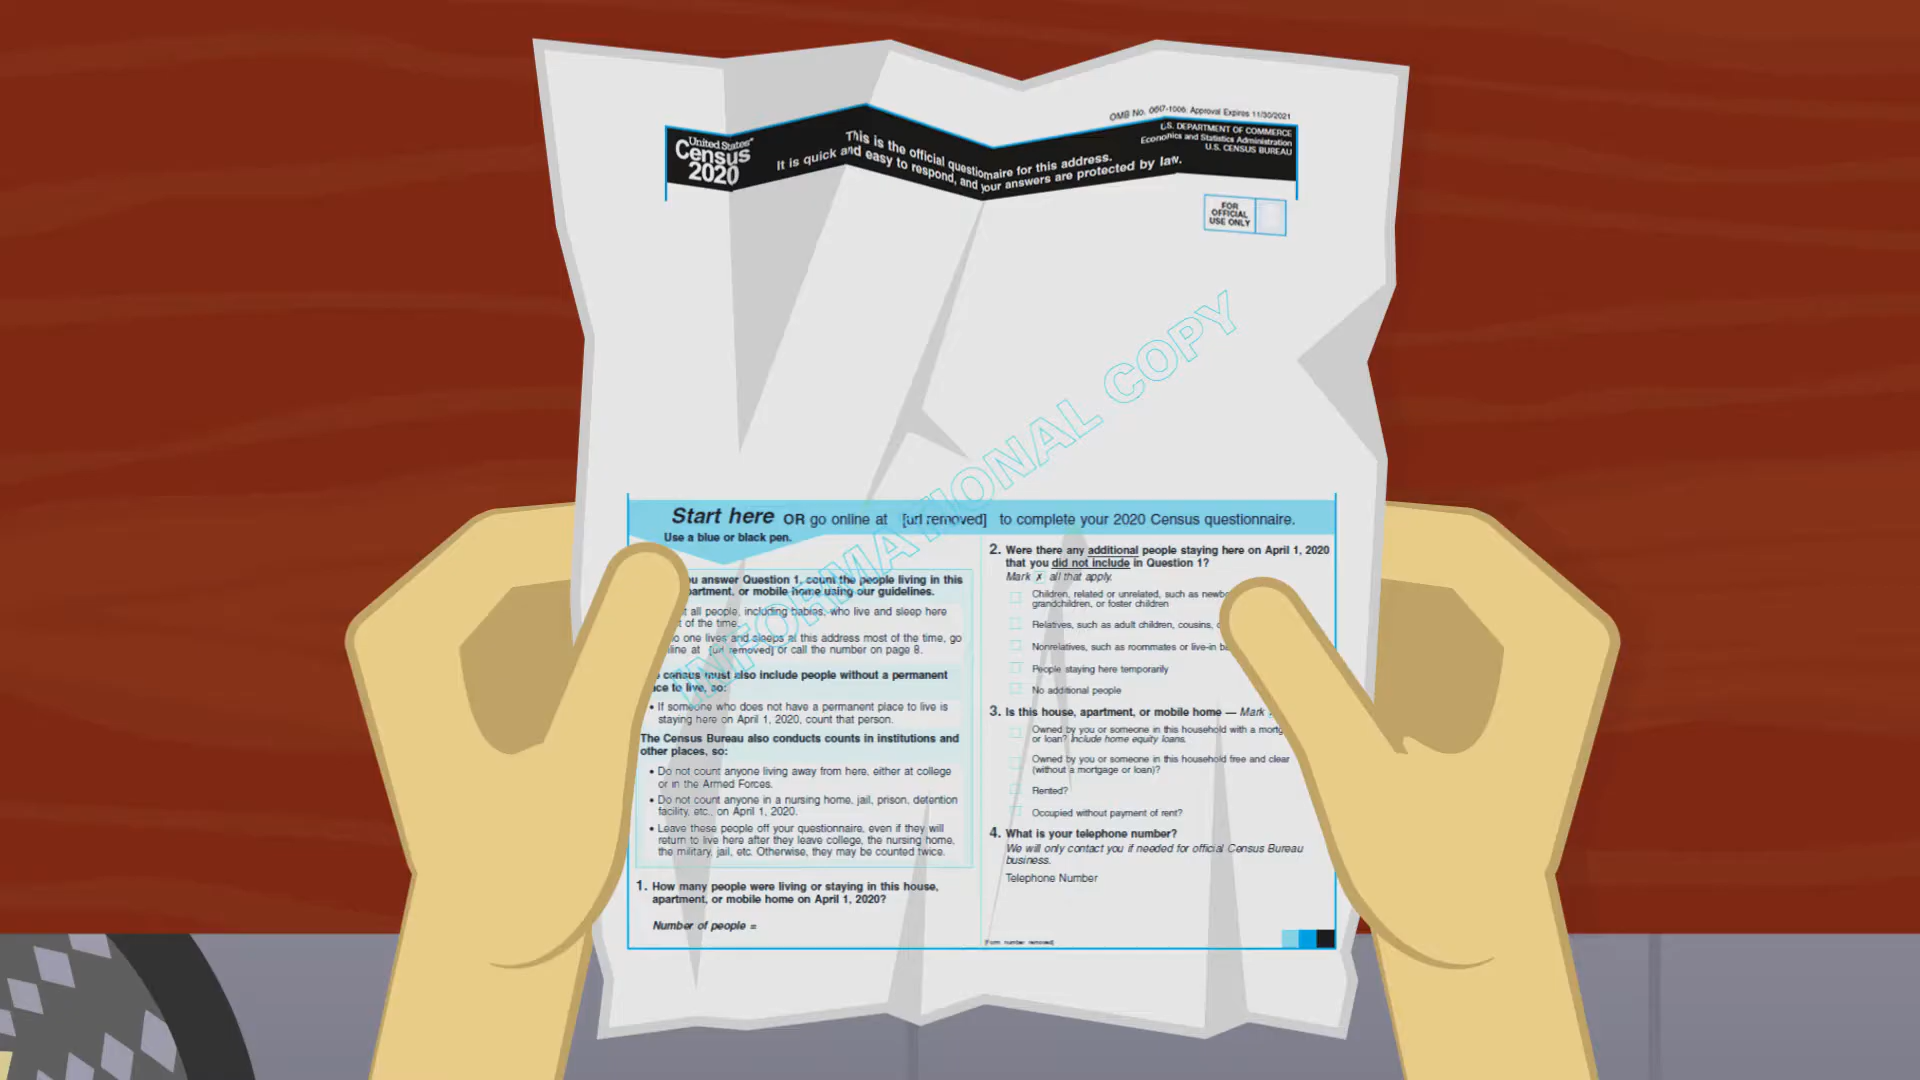 OMB No. 0607-1006: Approval Expires 11/30/2021
United States®
Census
2020
This is the official questionnaire for this address.
It is quick and easy to respond, and your answers are protected by law.
U.S. DEPARTMENT OF COMMERCE
Economics and Statistics Administration
U.S. CENSUS BUREAU
FOR
OFFICIAL
USE ONLY
INFORMATIONAL COPY
Start here OR go online at [url removed] to complete your 2020 Census questionnaire.
Use a blue or black pen.
answer Question 1, count the people living in this
or mobile home using our guidelines.
all people, including babies, who live and sleep here
of the time.
one lives and sleeps at this address most of the time, go
at [url removed] or call the number on page 8.
census must also include people without a permanent
to live, so:
• If someone who does not have a permanent place to live is
staying here on April 1, 2020, count that person.
The Census Bureau also conducts counts in institutions and
other places, so:
• Do not count anyone living away from here, either at college
or in the Armed Forces.
• Do not count anyone in a nursing home, jail, prison, detention
facility, etc., on April 1, 2020.
• Leave these people off your questionnaire, even if they will
return to live here after they leave college, the nursing home,
the military, jail, etc. Otherwise, they may be counted twice.
1. How many people were living or staying in this house,
apartment, or mobile home on April 1, 2020?
Number of people =
2. Were there any additional people staying here on April 1, 2020
that you did not include in Question 1?
Mark ✗ all that apply.
Children, related or unrelated, such as
grandchildren, or foster children
Relatives, such as adult children, cousins,
Nonrelatives, such as roommates or live-in
People staying here temporarily
No additional people
3. Is this house, apartment, or mobile home — Mark
Owned by you or someone in this household with a
or loan? Include home equity loans.
Owned by you or someone in this household free and clear
(without a mortgage or loan)?
Rented?
Occupied without payment of rent?
4. What is your telephone number?
We will only contact you if needed for official Census Bureau
business.
Telephone Number
[Form number removed]